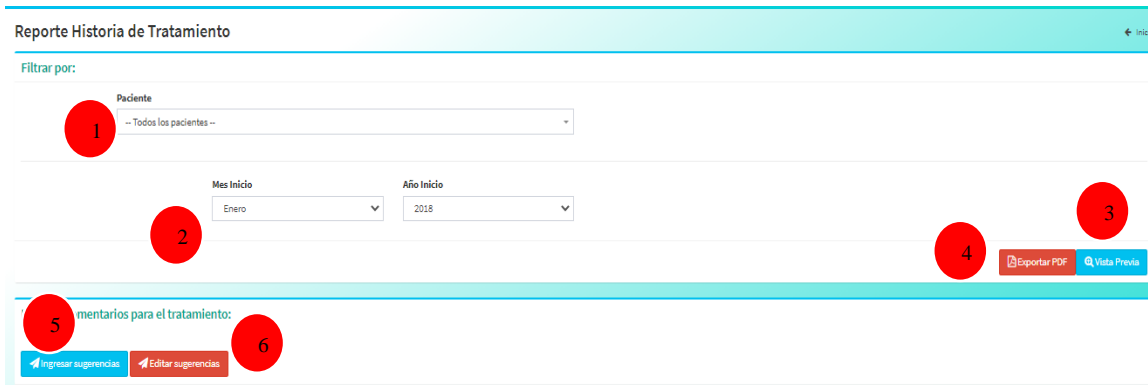 Reporte Historia de Tratamiento
Inic
Filtrar por:
Paciente
1
-- Todos los pacientes --
Mes Inicio Año Inicio
Enero 2018
2
3
4
Exportar PDF Vista Previa
5 mentarios para el tratamiento:
6
Ingresar sugerencias Editar sugerencias